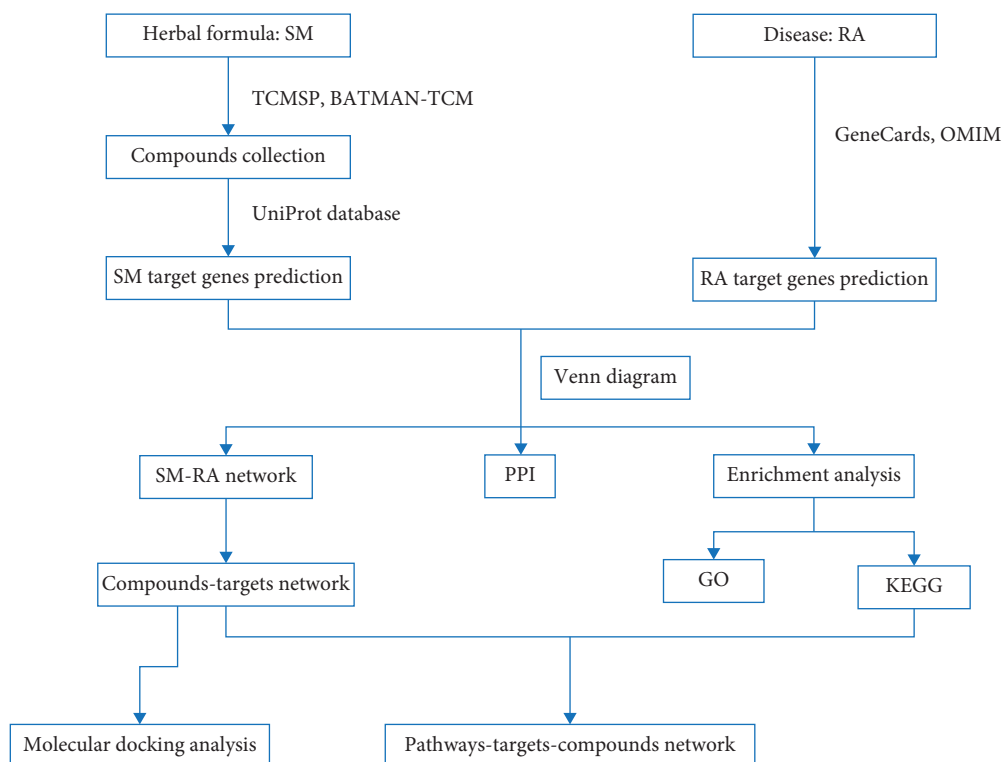 Herbal formula: SM
Disease: RA
TCMSP, BATMAN-TCM
GeneCards, OMIM
Compounds collection
UniProt database
SM target genes prediction
RA target genes prediction
Venn diagram
SM-RA network
PPI
Enrichment analysis
Compounds-targets network
GO
KEGG
Molecular docking analysis
Pathways-targets-compounds network